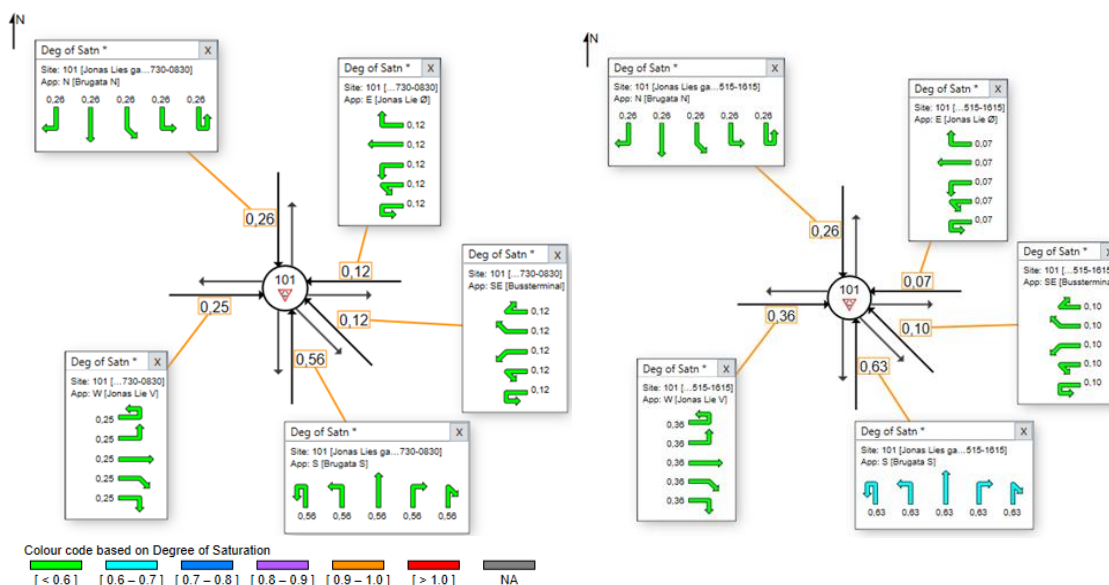 N
Deg of Satn * X
Site: 101 [Jonas Lies ga...730-0830]
App: N [Brugata N]
0,26 0,26 0,26 0,26 0,26
Deg of Satn * X
Site: 101 [...730-0830]
App: E [Jonas Lie Ø]
0,12
0,12
0,12
0,12
0,12
0,26
101
0,12
0,25
0,12
0,56
Deg of Satn * X
Site: 101 [...730-0830]
App: SE [Bussterminal]
0,12
0,12
0,12
0,12
0,12
Deg of Satn * X
Site: 101 [...730-0830]
App: W [Jonas Lie V]
0,25
0,25
0,25
0,25
0,25
Deg of Satn * X
Site: 101 [Jonas Lies ga...730-0830]
App: S [Brugata S]
0,56 0,56 0,56 0,56 0,56
N
Deg of Satn * X
Site: 101 [Jonas Lies ga...515-1615]
App: N [Brugata N]
0,26 0,26 0,26 0,26 0,26
Deg of Satn * X
Site: 101 [...515-1615]
App: E [Jonas Lie Ø]
0,07
0,07
0,07
0,07
0,07
0,26
101
0,07
0,36
0,10
0,63
Deg of Satn * X
Site: 101 [...515-1615]
App: SE [Bussterminal]
0,10
0,10
0,10
0,10
0,10
Deg of Satn * X
Site: 101 [...515-1615]
App: W [Jonas Lie V]
0,36
0,36
0,36
0,36
0,36
Deg of Satn * X
Site: 101 [Jonas Lies ga...515-1615]
App: S [Brugata S]
0,63 0,63 0,63 0,63 0,63
Colour code based on Degree of Saturation
[ < 0.6 ] [ 0.6 – 0.7 ] [ 0.7 – 0.8 ] [ 0.8 – 0.9 ] [ 0.9 – 1.0 ] [ > 1.0 ] NA